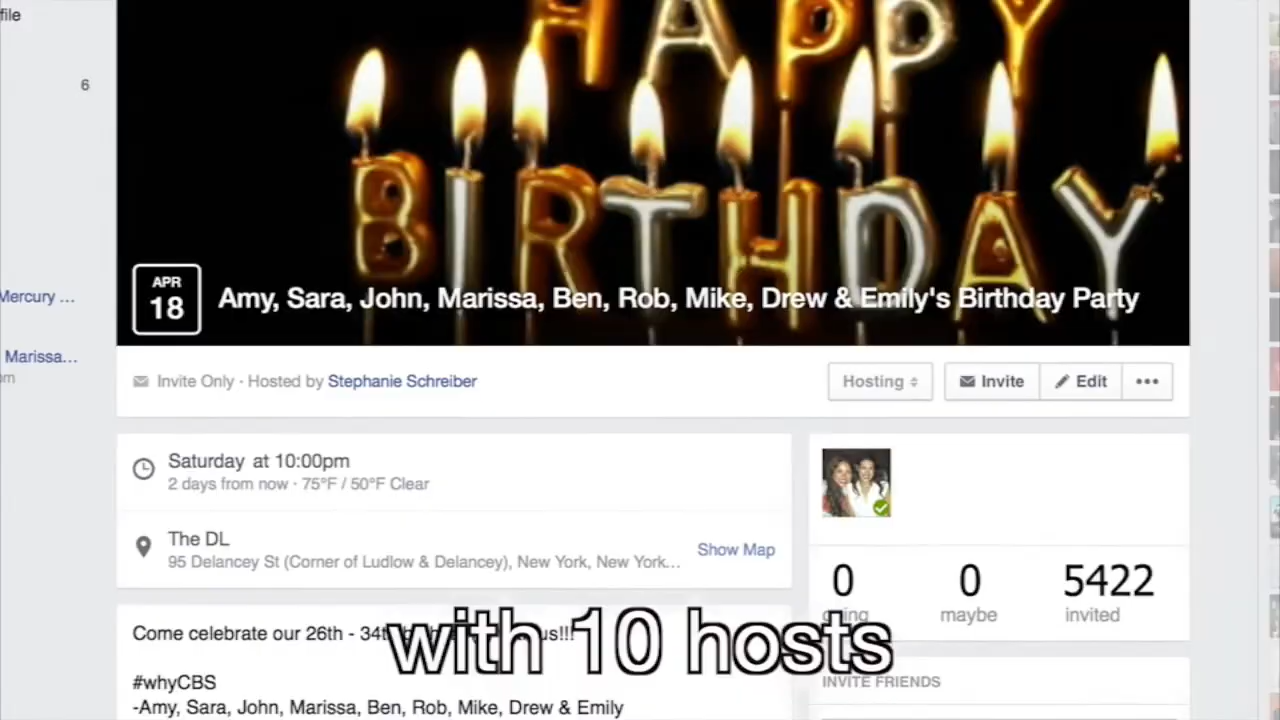 file
6
HAPPY
BIRTHDAY
APR
18
Amy, Sara, John, Marissa, Ben, Rob, Mike, Drew & Emily's Birthday Party
Mercury ...
Marissa...
pm
Invite Only · Hosted by Stephanie Schreiber
Hosting
Invite
Edit
Saturday at 10:00pm
2 days from now · 75°F / 50°F Clear
The DL
95 Delancey St (Corner of Ludlow & Delancey), New York, New York...
Show Map
0
going
0
maybe
5422
invited
Come celebrate our 26th - 34th us!!!
with 10 hosts
#whyCBS
-Amy, Sara, John, Marissa, Ben, Rob, Mike, Drew & Emily
INVITE FRIENDS